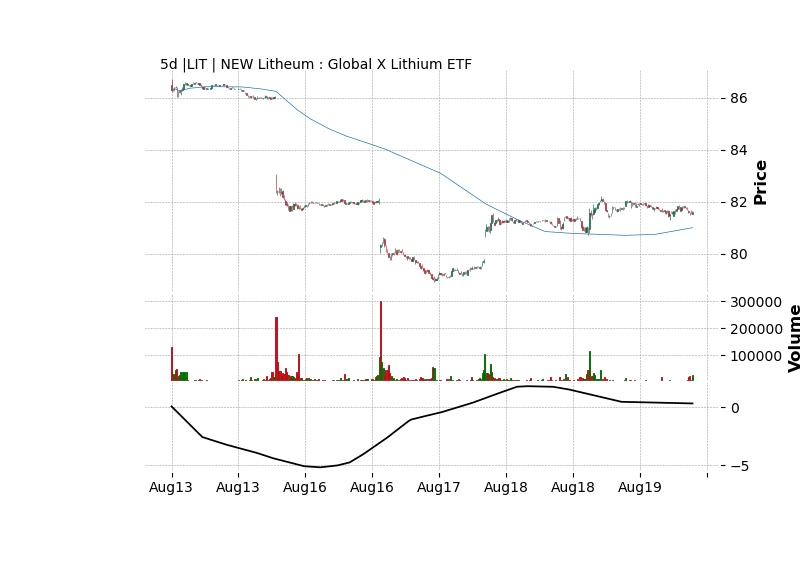 5d |LIT | NEW Litheum : Global X Lithium ETF
86
84
82
80
Price
300000
200000
100000
Volume
0
−5
Aug13 Aug13 Aug16 Aug16 Aug17 Aug18 Aug18 Aug19